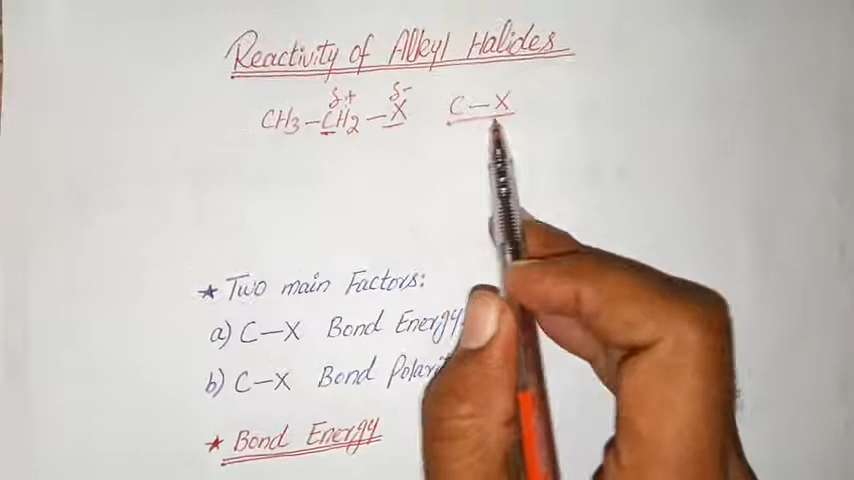 Reactivity of Alkyl Halides
δ+ δ-
CH3-CH2-X C-X
* Two main Factors:
a) C-X Bond Energy
b) C-X Bond
* Bond Energy